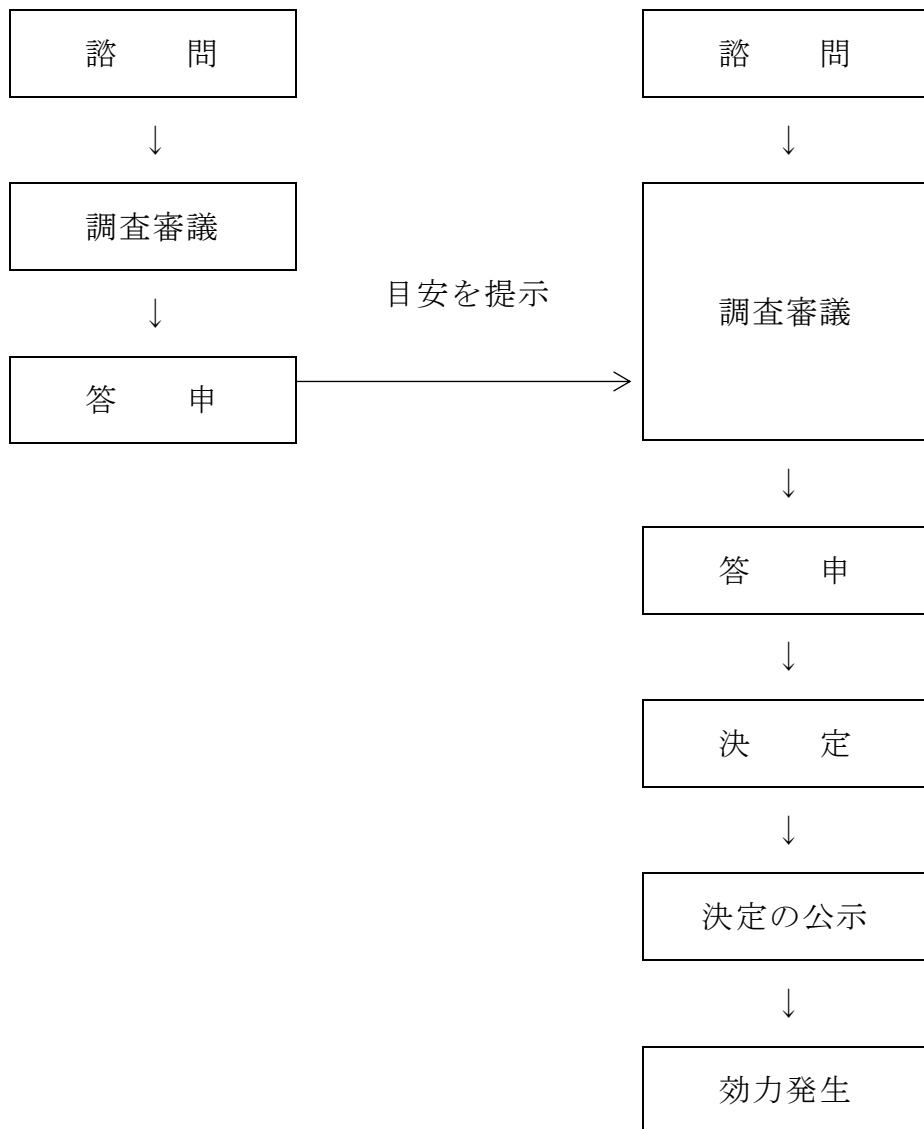 諮　　問
↓
調査審議
↓
答　　申
目安を提示
諮　　問
↓
調査審議
↓
答　　申
↓
決　　定
↓
決定の公示
↓
効力発生